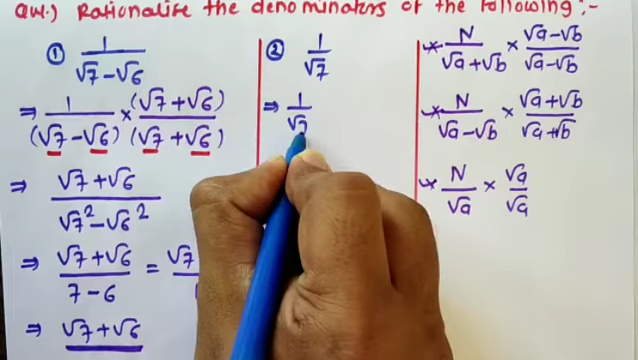 QW.) Rationalise the denominators of the following :-
① 1/(√7 - √6)
⇒ 1/(√7 - √6) × (√7 + √6)/(√7 + √6)
⇒ (√7 + √6)/(√7² - √6²)
⇒ (√7 + √6)/(7 - 6) = √7
⇒ √7 + √6
② 1/√7
⇒ 1/√7
* N/(√a + √b) × (√a - √b)/(√a - √b)
* N/(√a - √b) × (√a + √b)/(√a + √b)
* N/√a × √a/√a